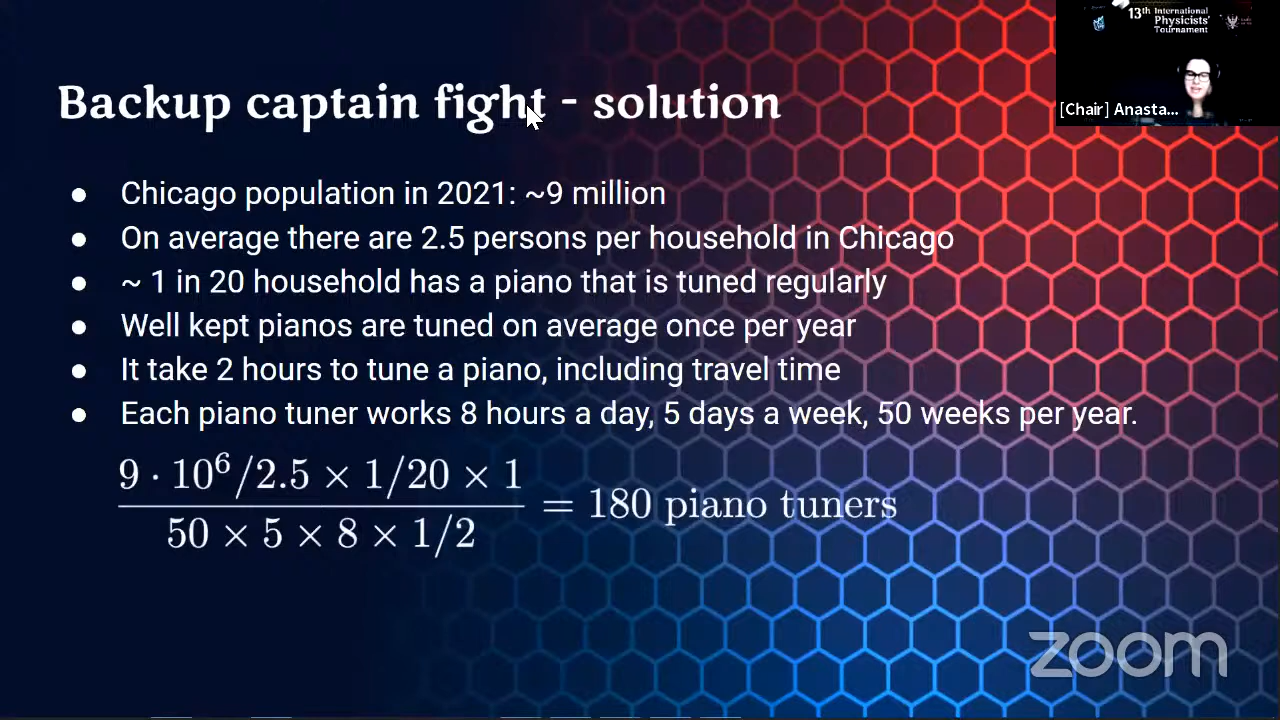 13th International
Physicists'
Tournament
[Chair] Anasta...
Backup captain fight - solution
● Chicago population in 2021: ~9 million
● On average there are 2.5 persons per household in Chicago
● ~ 1 in 20 household has a piano that is tuned regularly
● Well kept pianos are tuned on average once per year
● It take 2 hours to tune a piano, including travel time
● Each piano tuner works 8 hours a day, 5 days a week, 50 weeks per year.
9 · 10⁶/2.5 × 1/20 × 1
50 × 5 × 8 × 1/2
= 180 piano tuners
zoom